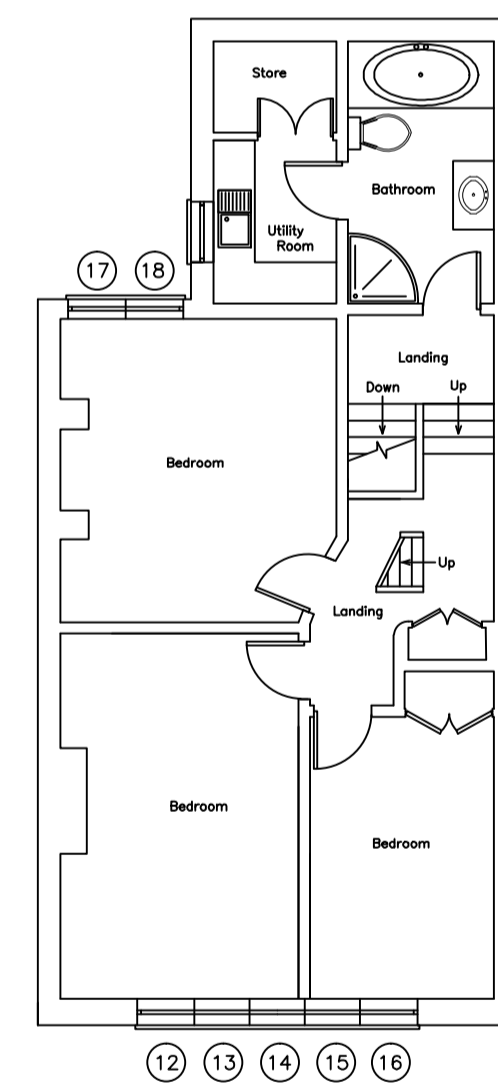 Store
Bathroom
Utility
Room
17 18
Landing
Down Up
Bedroom
Up
Landing
Bedroom
Bedroom
12 13 14 15 16